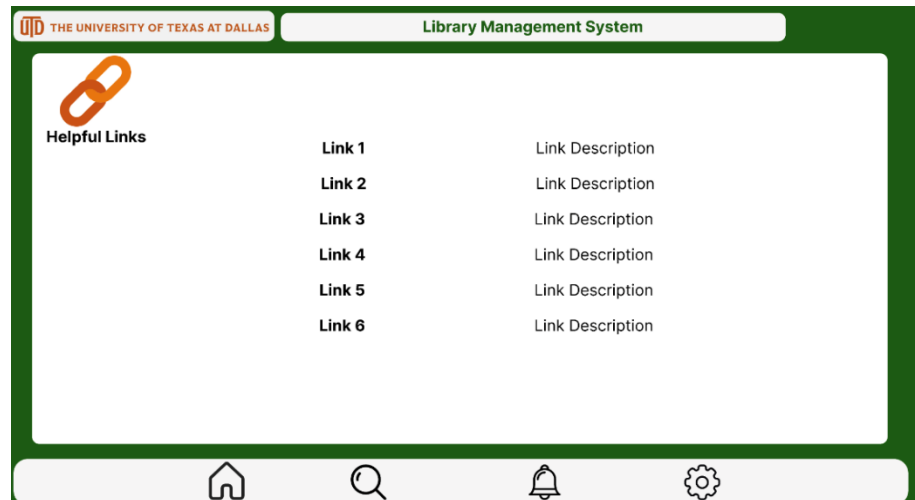 UTD THE UNIVERSITY OF TEXAS AT DALLAS
Library Management System
Helpful Links
Link 1 Link Description
Link 2 Link Description
Link 3 Link Description
Link 4 Link Description
Link 5 Link Description
Link 6 Link Description